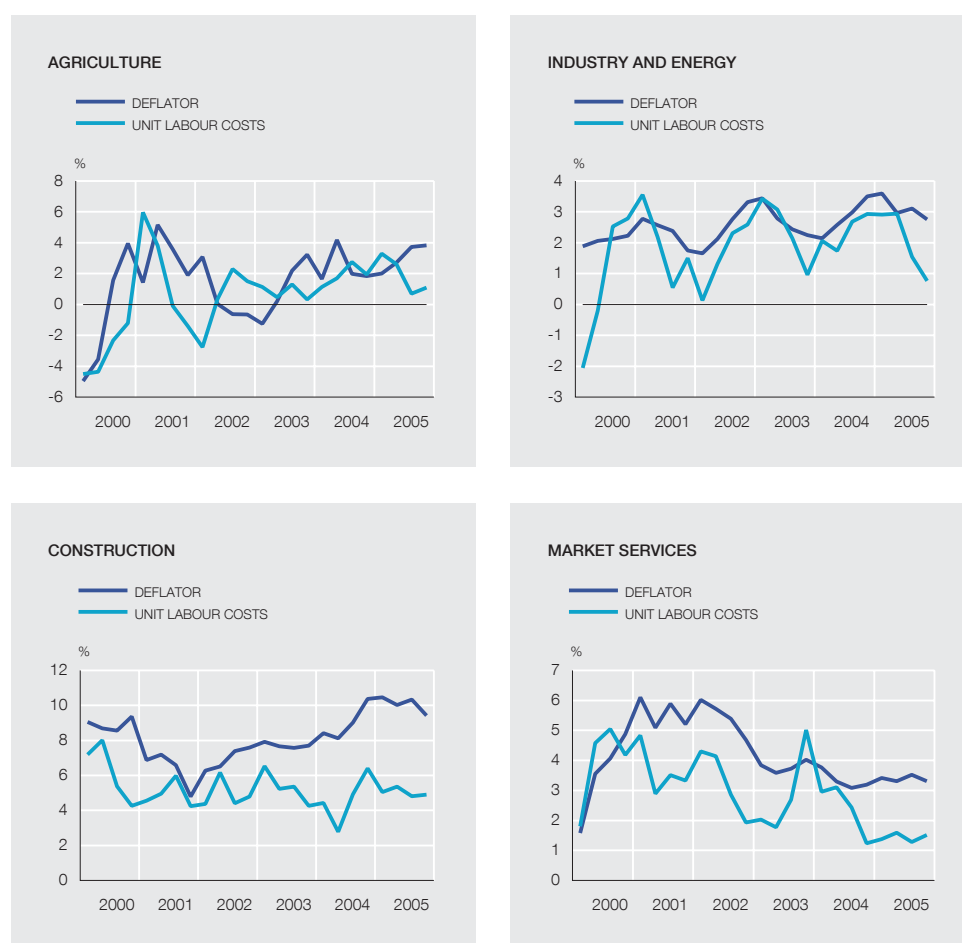 AGRICULTURE
DEFLATOR
UNIT LABOUR COSTS
%
8
6
4
2
0
-2
-4
-6
2000 2001 2002 2003 2004 2005
INDUSTRY AND ENERGY
DEFLATOR
UNIT LABOUR COSTS
%
4
3
2
1
0
-1
-2
-3
2000 2001 2002 2003 2004 2005
CONSTRUCTION
DEFLATOR
UNIT LABOUR COSTS
%
12
10
8
6
4
2
0
2000 2001 2002 2003 2004 2005
MARKET SERVICES
DEFLATOR
UNIT LABOUR COSTS
%
7
6
5
4
3
2
1
0
2000 2001 2002 2003 2004 2005